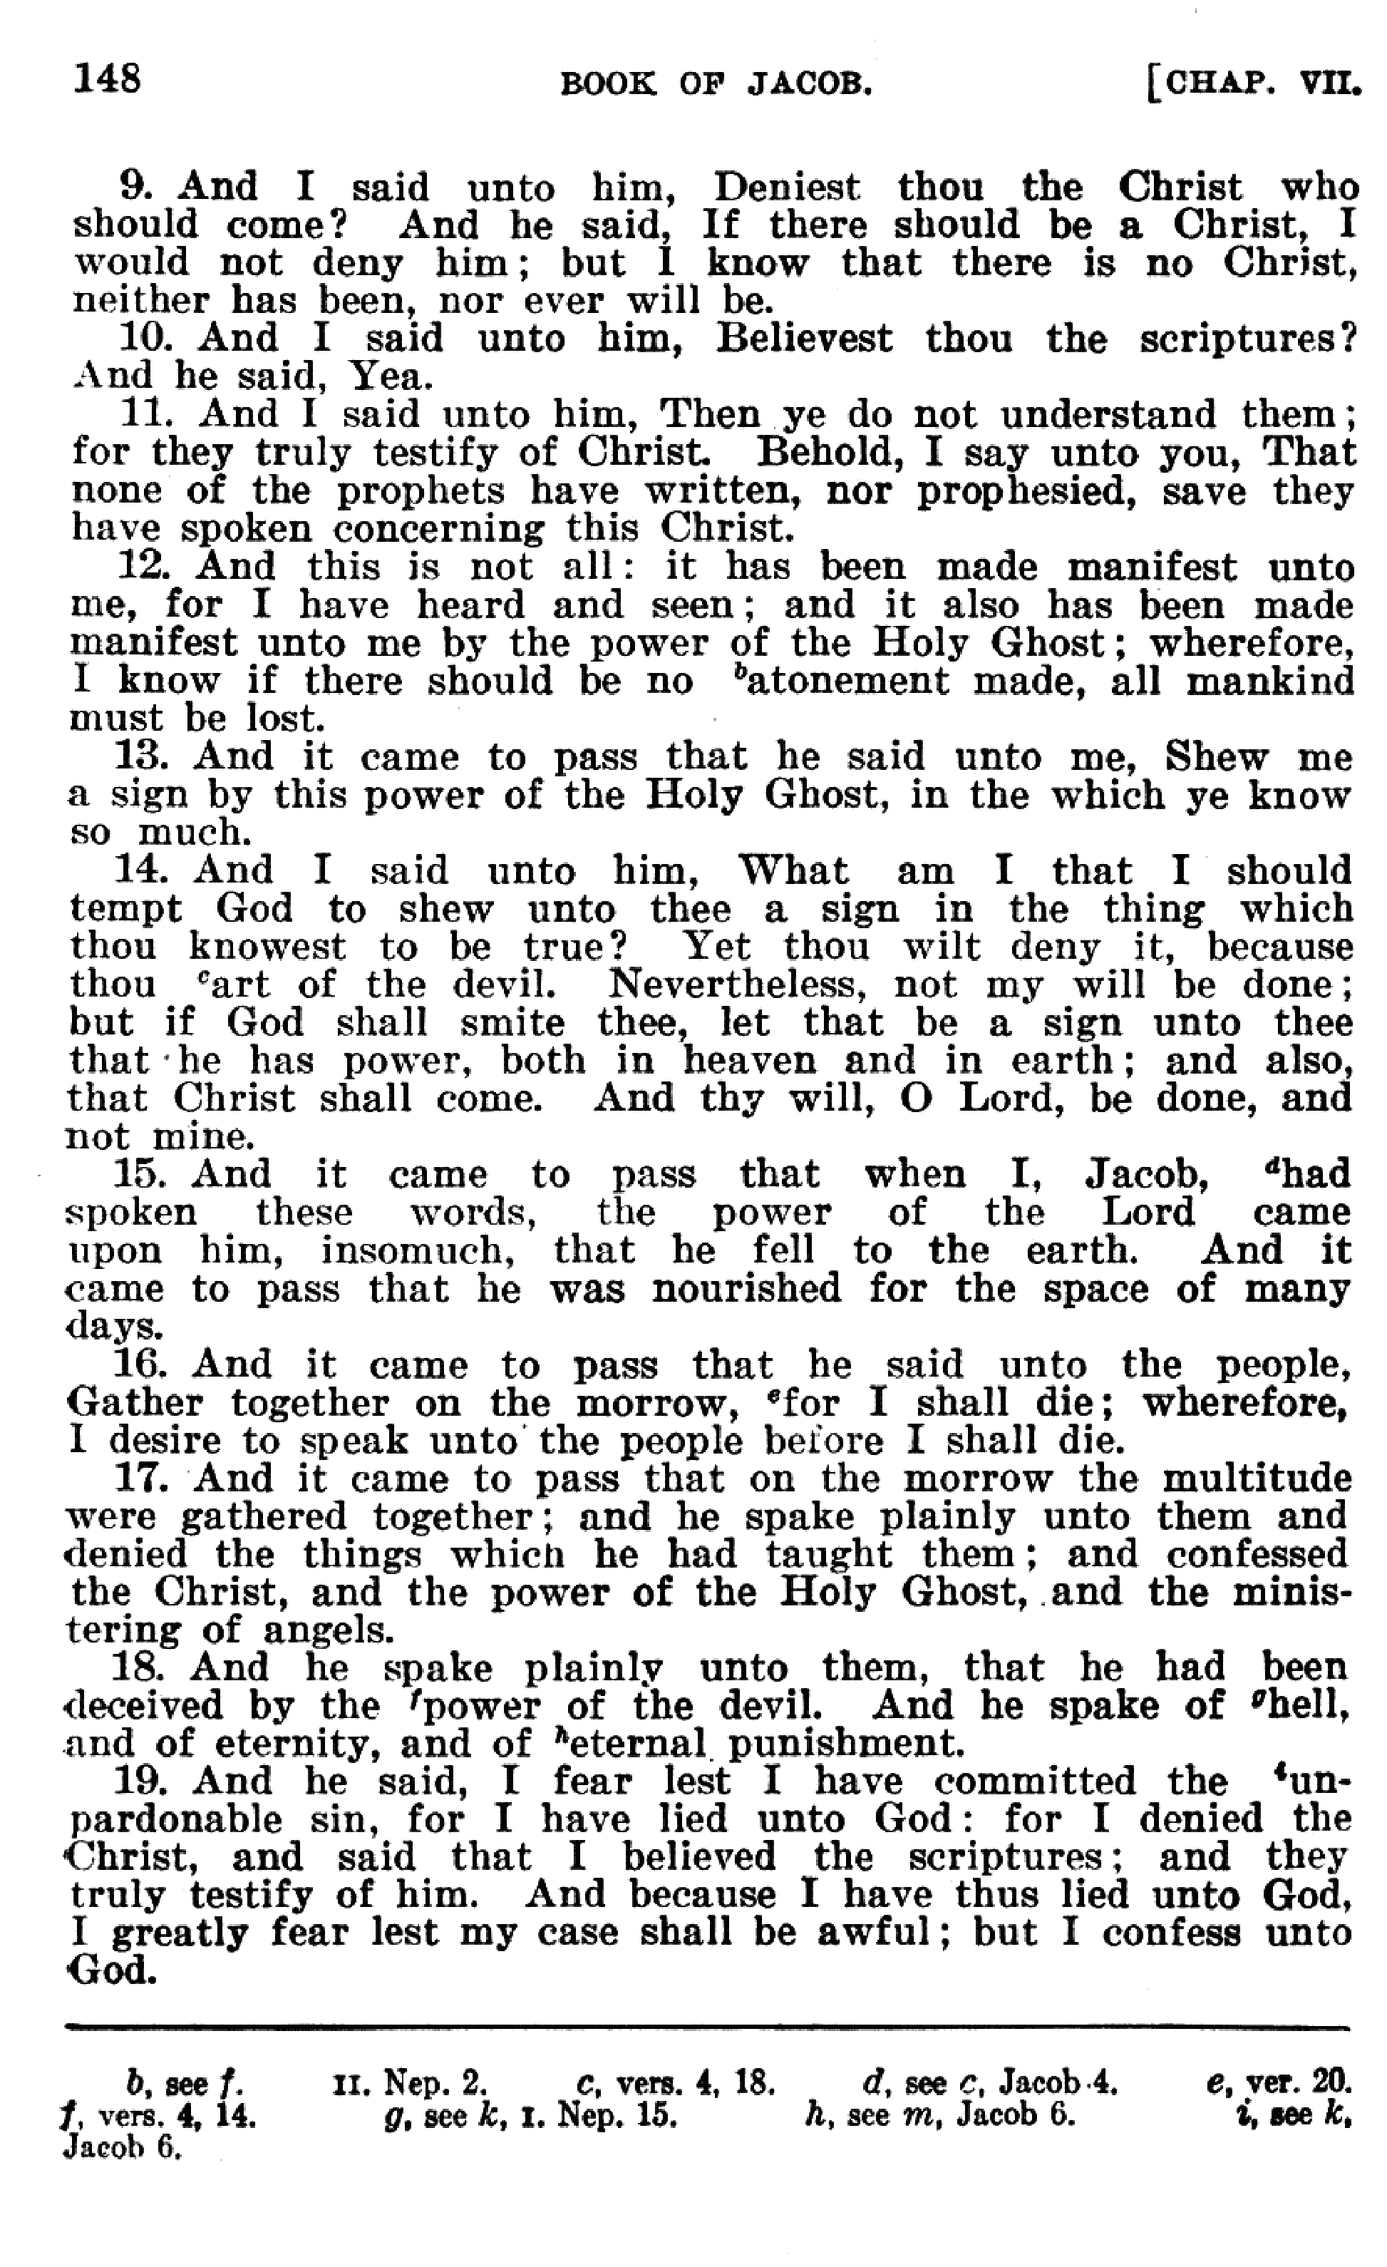 148 BOOK OF JACOB. [CHAP. VII.
9. And I said unto him, Deniest thou the Christ who
should come? And he said, If there should be a Christ, I
would not deny him; but I know that there is no Christ,
neither has been, nor ever will be.
10. And I said unto him, Believest thou the scriptures?
And he said, Yea.
11. And I said unto him, Then ye do not understand them;
for they truly testify of Christ. Behold, I say unto you, That
none of the prophets have written, nor prophesied, save they
have spoken concerning this Christ.
12. And this is not all: it has been made manifest unto
me, for I have heard and seen; and it also has been made
manifest unto me by the power of the Holy Ghost; wherefore,
I know if there should be no ᵇatonement made, all mankind
must be lost.
13. And it came to pass that he said unto me, Shew me
a sign by this power of the Holy Ghost, in the which ye know
so much.
14. And I said unto him, What am I that I should
tempt God to shew unto thee a sign in the thing which
thou knowest to be true? Yet thou wilt deny it, because
thou ᶜart of the devil. Nevertheless, not my will be done;
but if God shall smite thee, let that be a sign unto thee
that he has power, both in heaven and in earth; and also,
that Christ shall come. And thy will, O Lord, be done, and
not mine.
15. And it came to pass that when I, Jacob, ᵈhad
spoken these words, the power of the Lord came
upon him, insomuch, that he fell to the earth. And it
came to pass that he was nourished for the space of many
days.
16. And it came to pass that he said unto the people,
Gather together on the morrow, ᵉfor I shall die; wherefore,
I desire to speak unto the people before I shall die.
17. And it came to pass that on the morrow the multitude
were gathered together; and he spake plainly unto them and
denied the things which he had taught them; and confessed
the Christ, and the power of the Holy Ghost, and the minis-
tering of angels.
18. And he spake plainly unto them, that he had been
deceived by the ᶠpower of the devil. And he spake of ᵍhell,
and of eternity, and of ʰeternal punishment.
19. And he said, I fear lest I have committed the ⁱun-
pardonable sin, for I have lied unto God: for I denied the
Christ, and said that I believed the scriptures; and they
truly testify of him. And because I have thus lied unto God,
I greatly fear lest my case shall be awful; but I confess unto
God.
b, see f. II. Nep. 2. c, vers. 4, 18. d, see c, Jacob 4. e, ver. 20.
f, vers. 4, 14. g, see k, I. Nep. 15. h, see m, Jacob 6. i, see k,
Jacob 6.